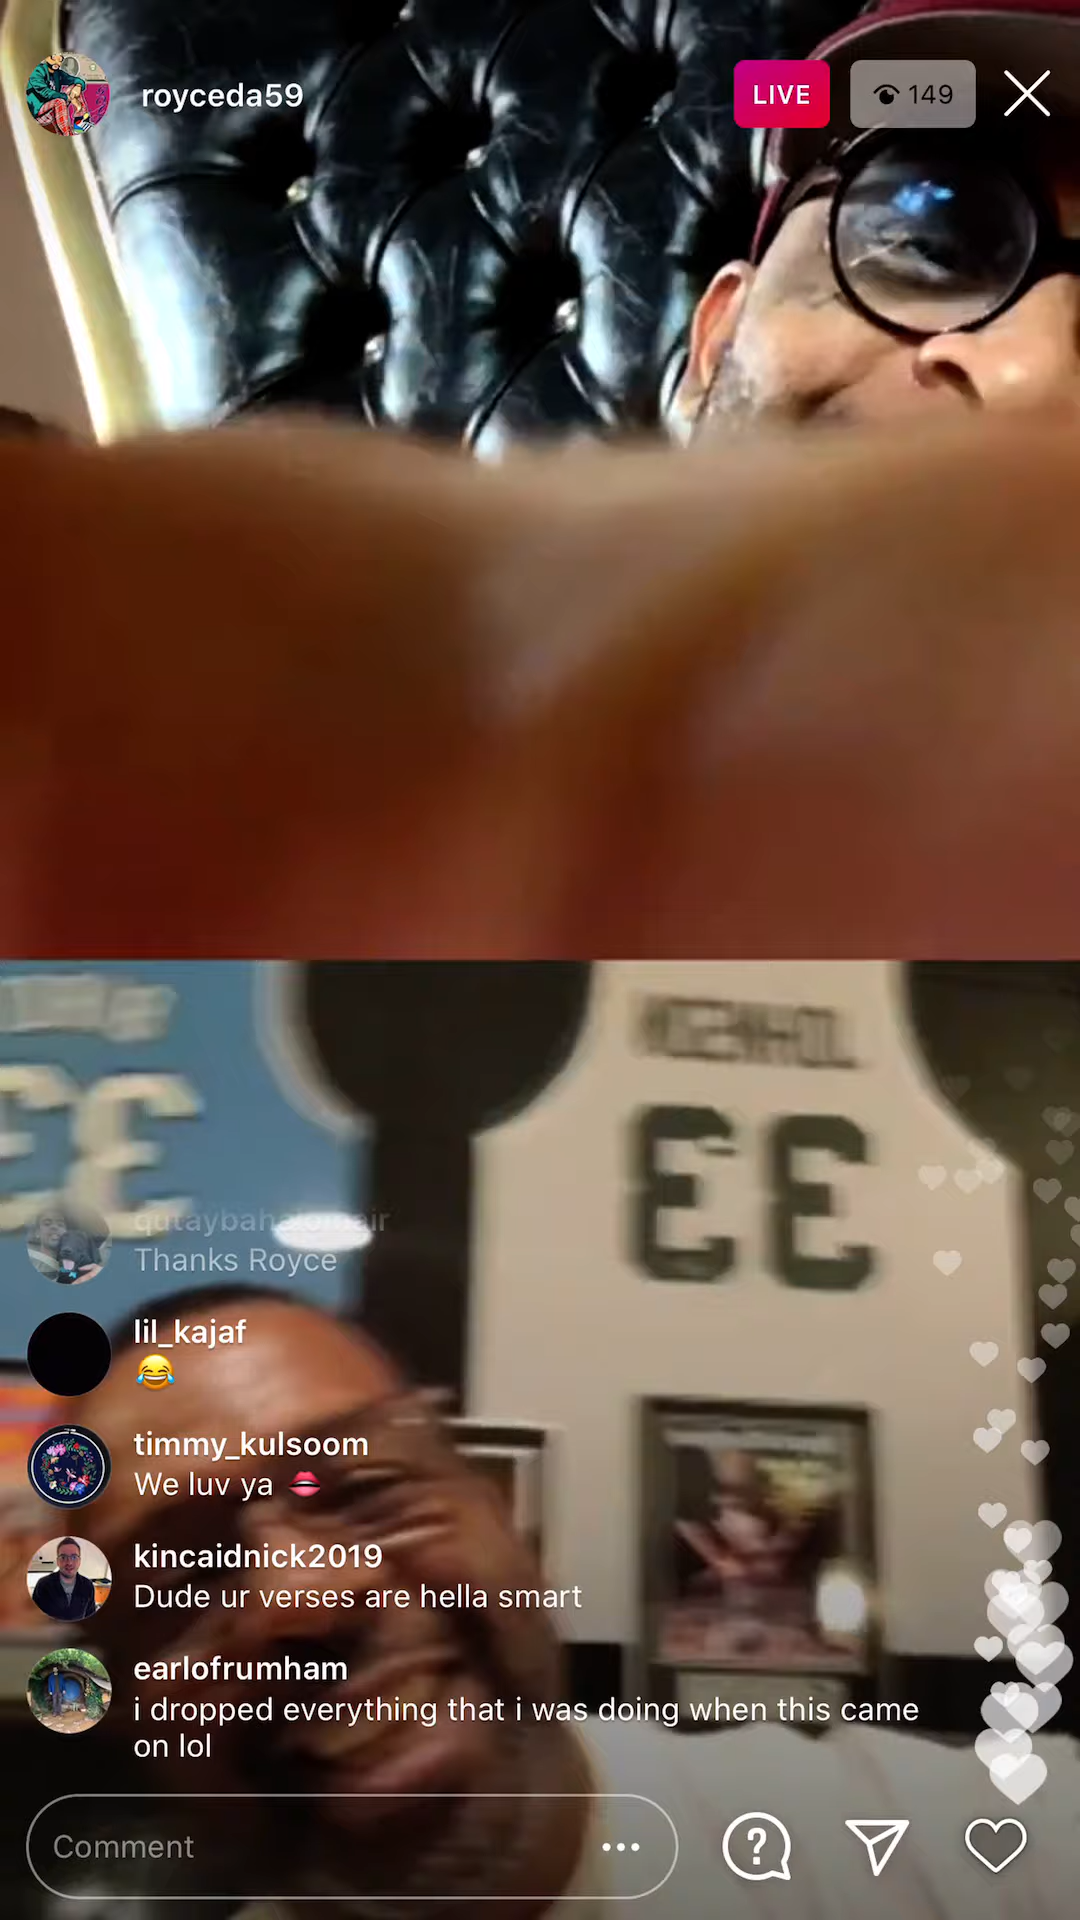 royceda59
LIVE
149
JOHNSON
33
33
Thanks Royce
lil_kajaf
😂
timmy_kulsoom
We luv ya 👄
kincaidnick2019
Dude ur verses are hella smart
earlofrumham
i dropped everything that i was doing when this came
on lol
Comment